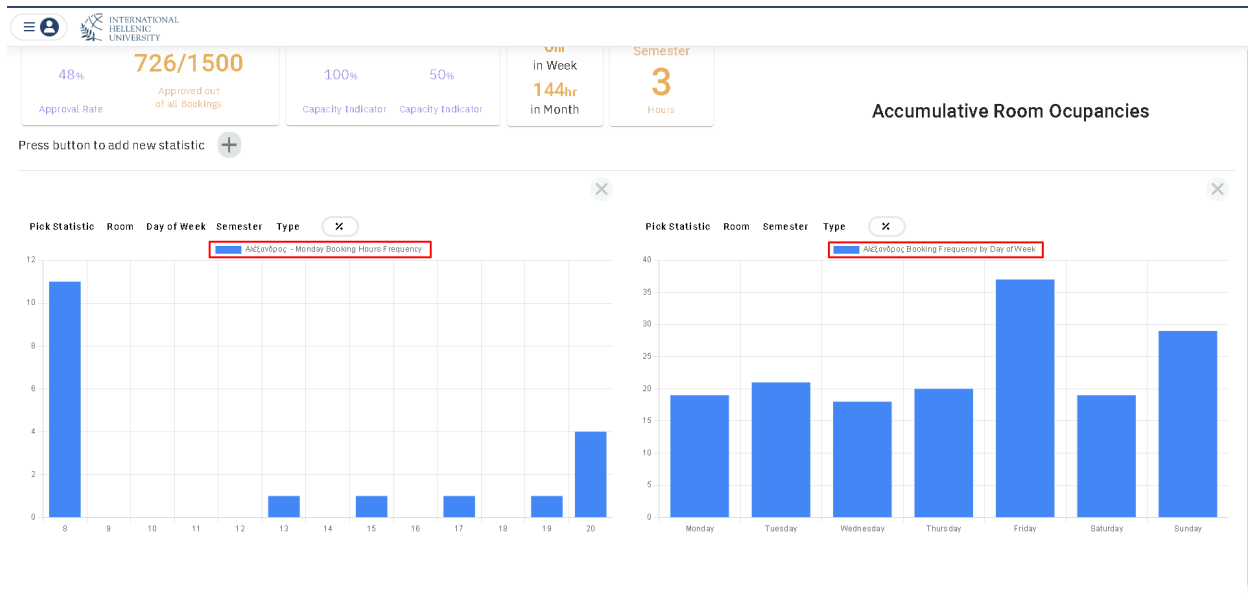 INTERNATIONAL
HELLENIC
UNIVERSITY
48%
Approval Rate
726/1500
Approved out
of all Bookings
100%
Capacity Indicator
50%
Capacity Indicator
in Week
144hr
in Month
Semester
3
Hours
Accumulative Room Ocupancies
Press button to add new statistic
Pick Statistic Room Day of Week Semester Type %
Αλέξανδρος - Monday Booking Hours Frequency
12
10
8
6
4
2
0
8 9 10 11 12 13 14 15 16 17 18 19 20
Pick Statistic Room Semester Type %
Αλέξανδρος Booking Frequency by Day of Week
40
35
30
25
20
15
10
5
0
Monday Tuesday Wednesday Thursday Friday Saturday Sunday